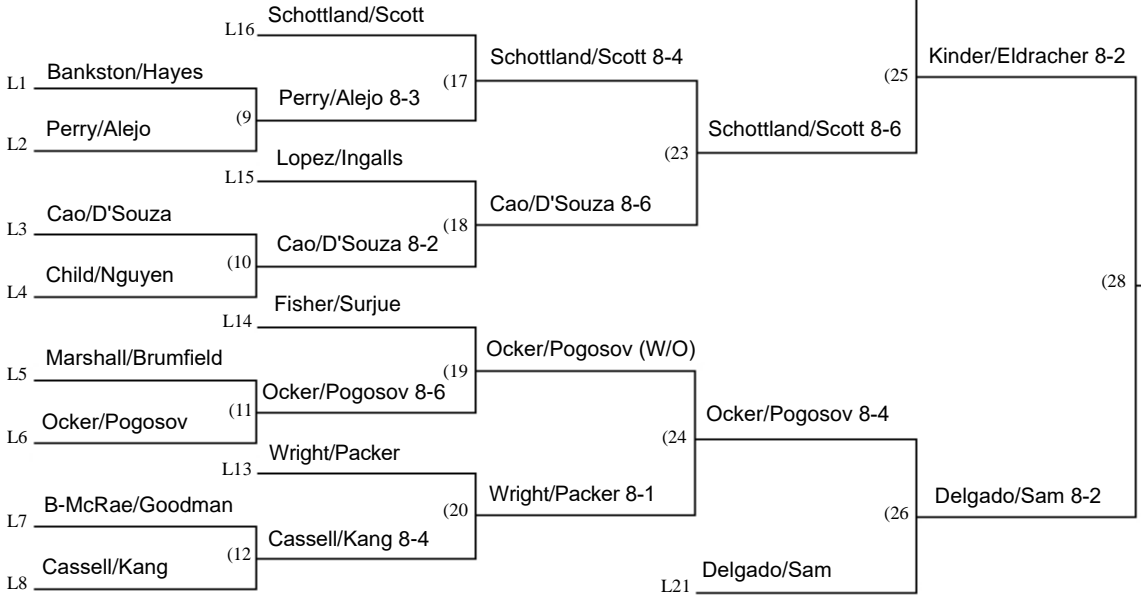 Schottland/Scott
L16
Schottland/Scott 8-4
Kinder/Eldracher 8-2
(25
L1
Bankston/Hayes
(17
Perry/Alejo 8-3
(9
L2
Perry/Alejo
Schottland/Scott 8-6
(23
Lopez/Ingalls
L15
Cao/D'Souza 8-6
L3
Cao/D'Souza
(18
Cao/D'Souza 8-2
(10
L4
Child/Nguyen
(28
Fisher/Surjue
L14
Ocker/Pogosov (W/O)
L5
Marshall/Brumfield
(19
Ocker/Pogosov 8-6
(11
L6
Ocker/Pogosov
Ocker/Pogosov 8-4
(24
Wright/Packer
L13
Wright/Packer 8-1
Delgado/Sam 8-2
L7
B-McRae/Goodman
(20
(26
Cassell/Kang 8-4
(12
L8
Cassell/Kang
L21
Delgado/Sam